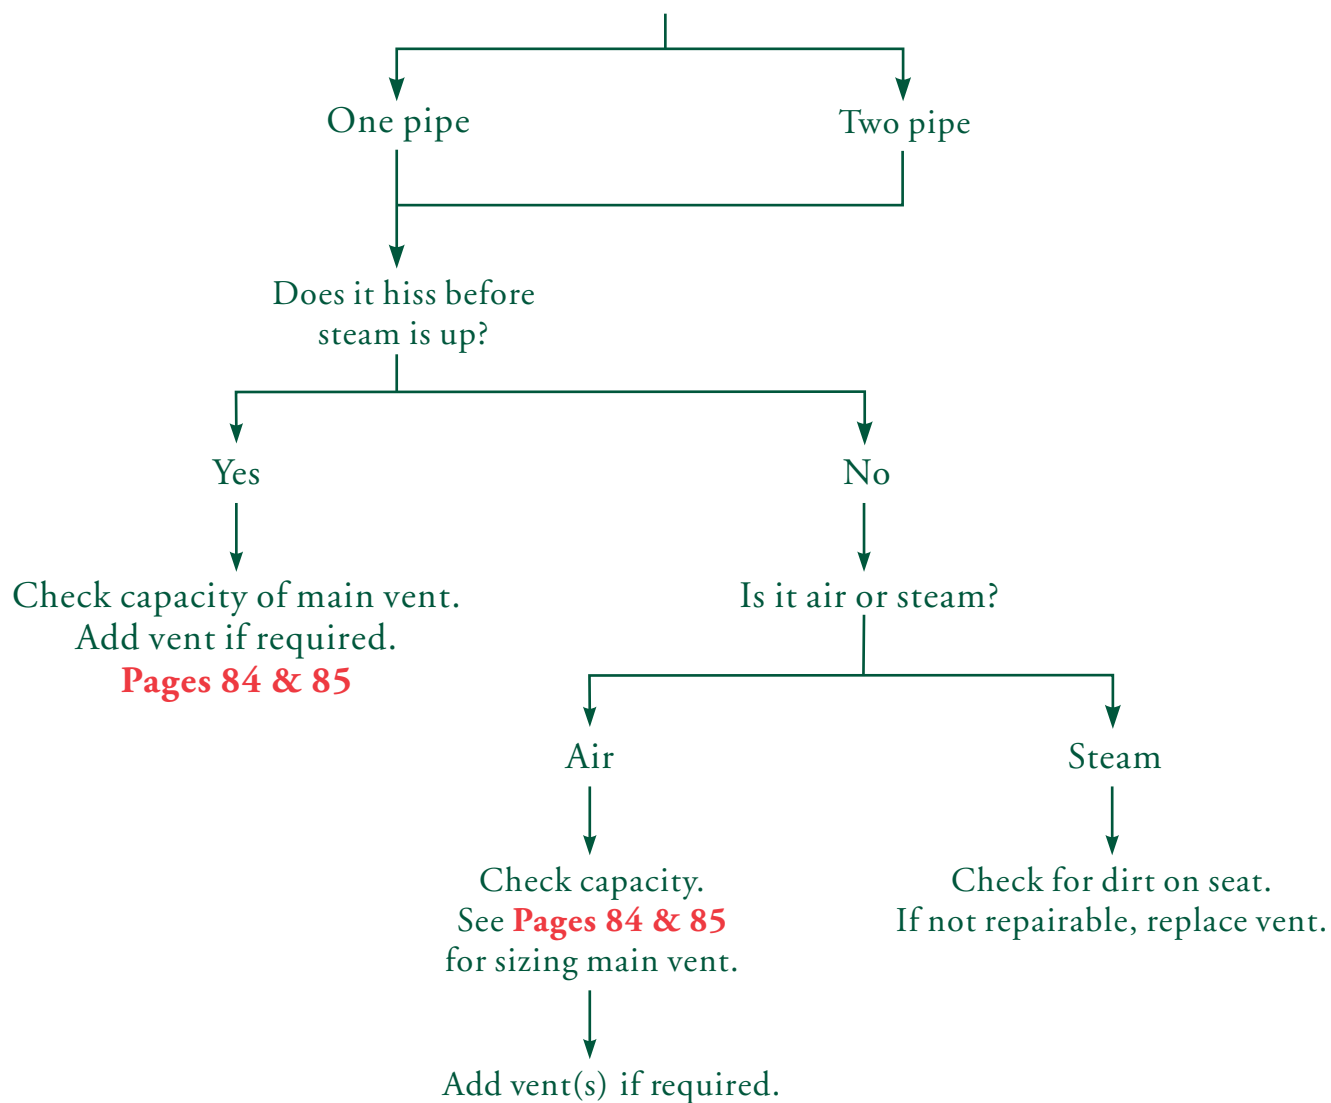 One pipe
Two pipe
Does it hiss before
steam is up?
Yes
No
Check capacity of main vent.
Add vent if required.
Pages 84 & 85
Is it air or steam?
Air
Steam
Check capacity.
See Pages 84 & 85
for sizing main vent.
Check for dirt on seat.
If not repairable, replace vent.
Add vent(s) if required.